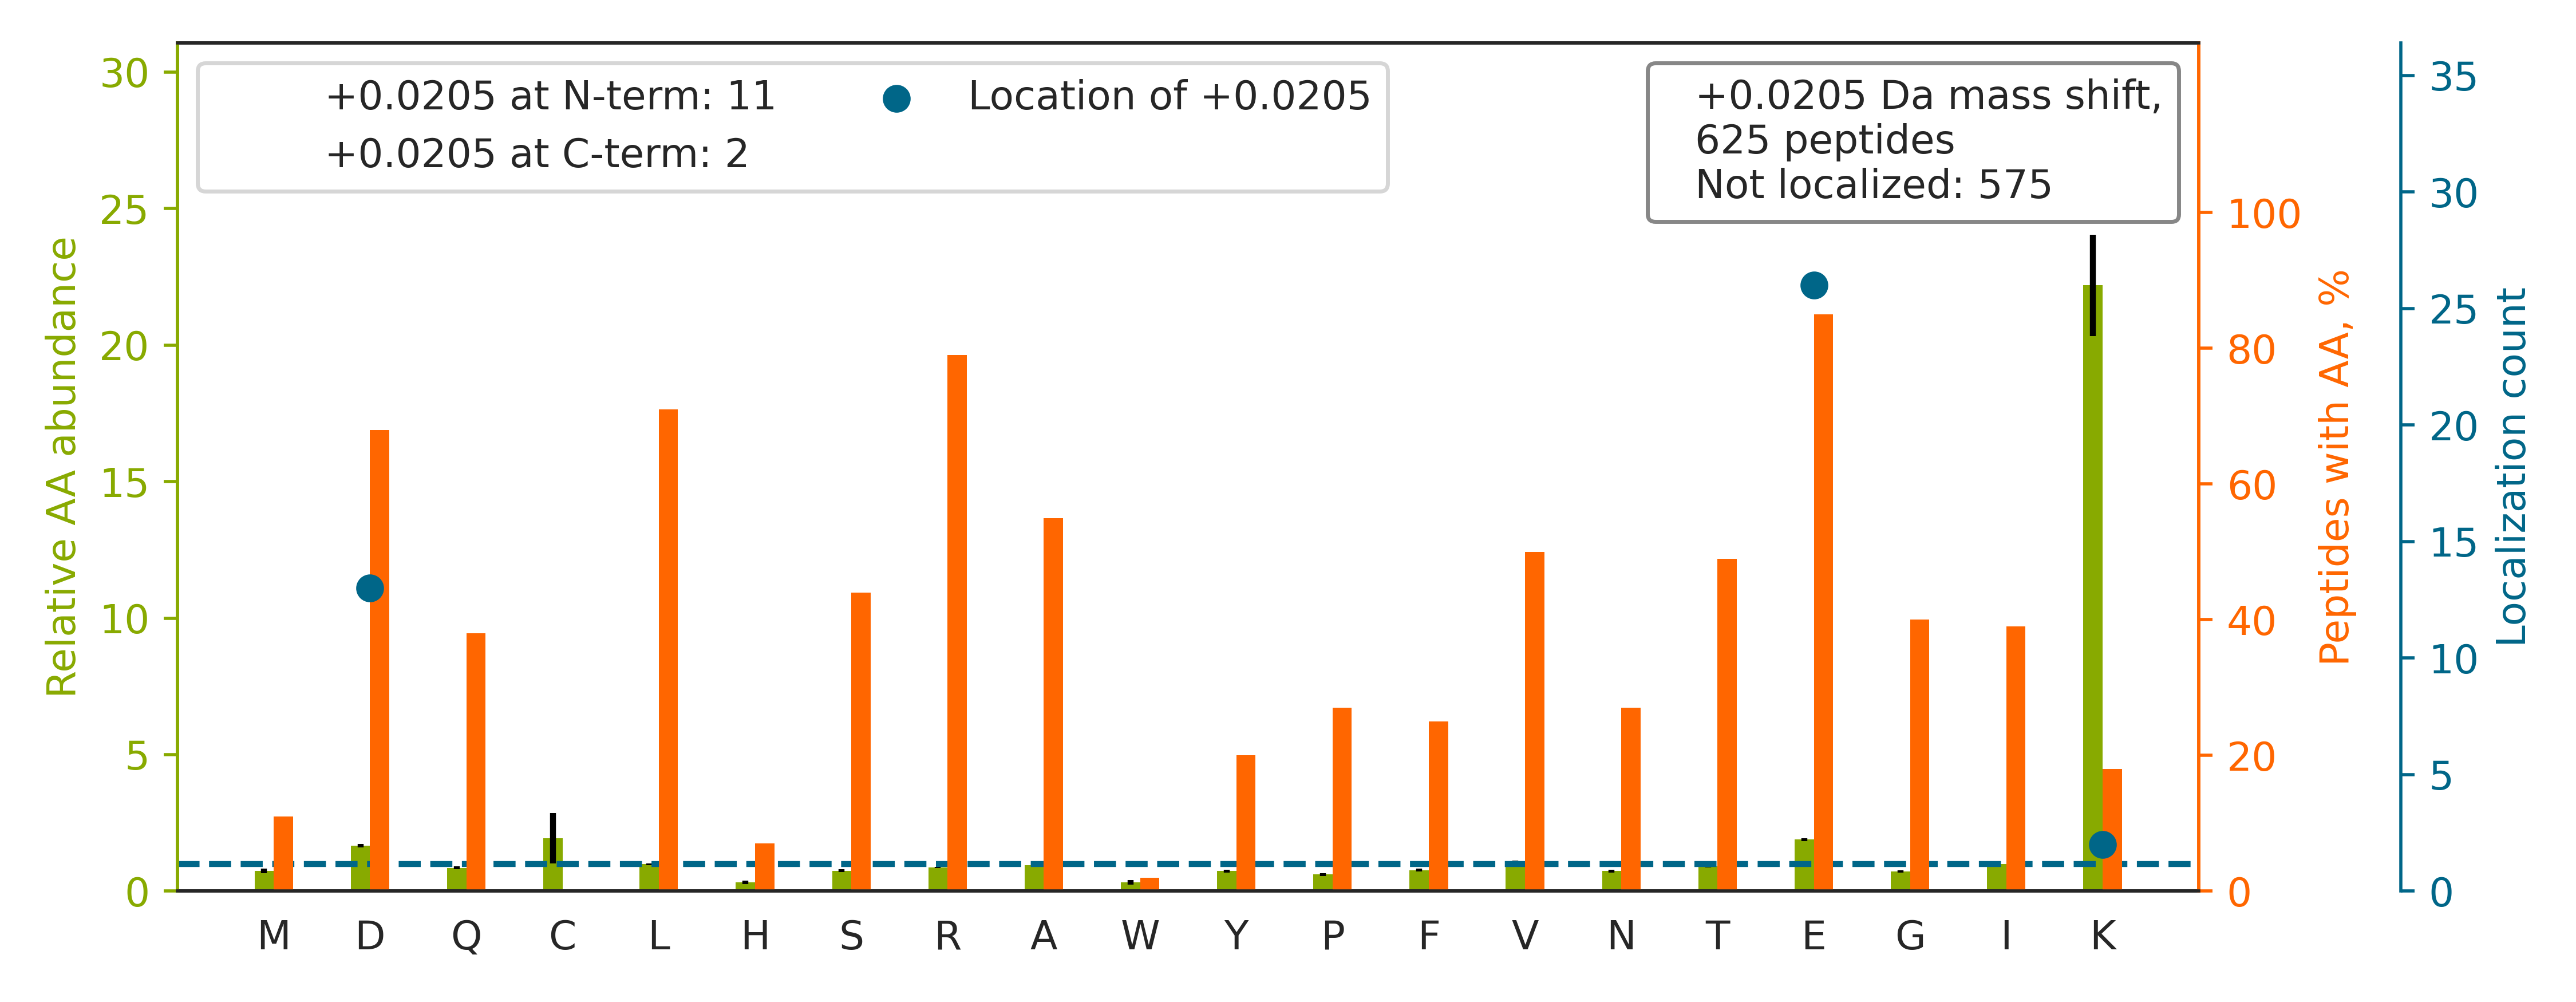 +0.0205 at N-term: 11
+0.0205 at C-term: 2
Location of +0.0205
+0.0205 Da mass shift,
625 peptides
Not localized: 575
Relative AA abundance
30
25
20
15
10
5
0
M D Q C L H S R A W Y P F V N T E G I K
100
80
60
40
20
0
Peptides with AA, %
35
30
25
20
15
10
5
0
Localization count